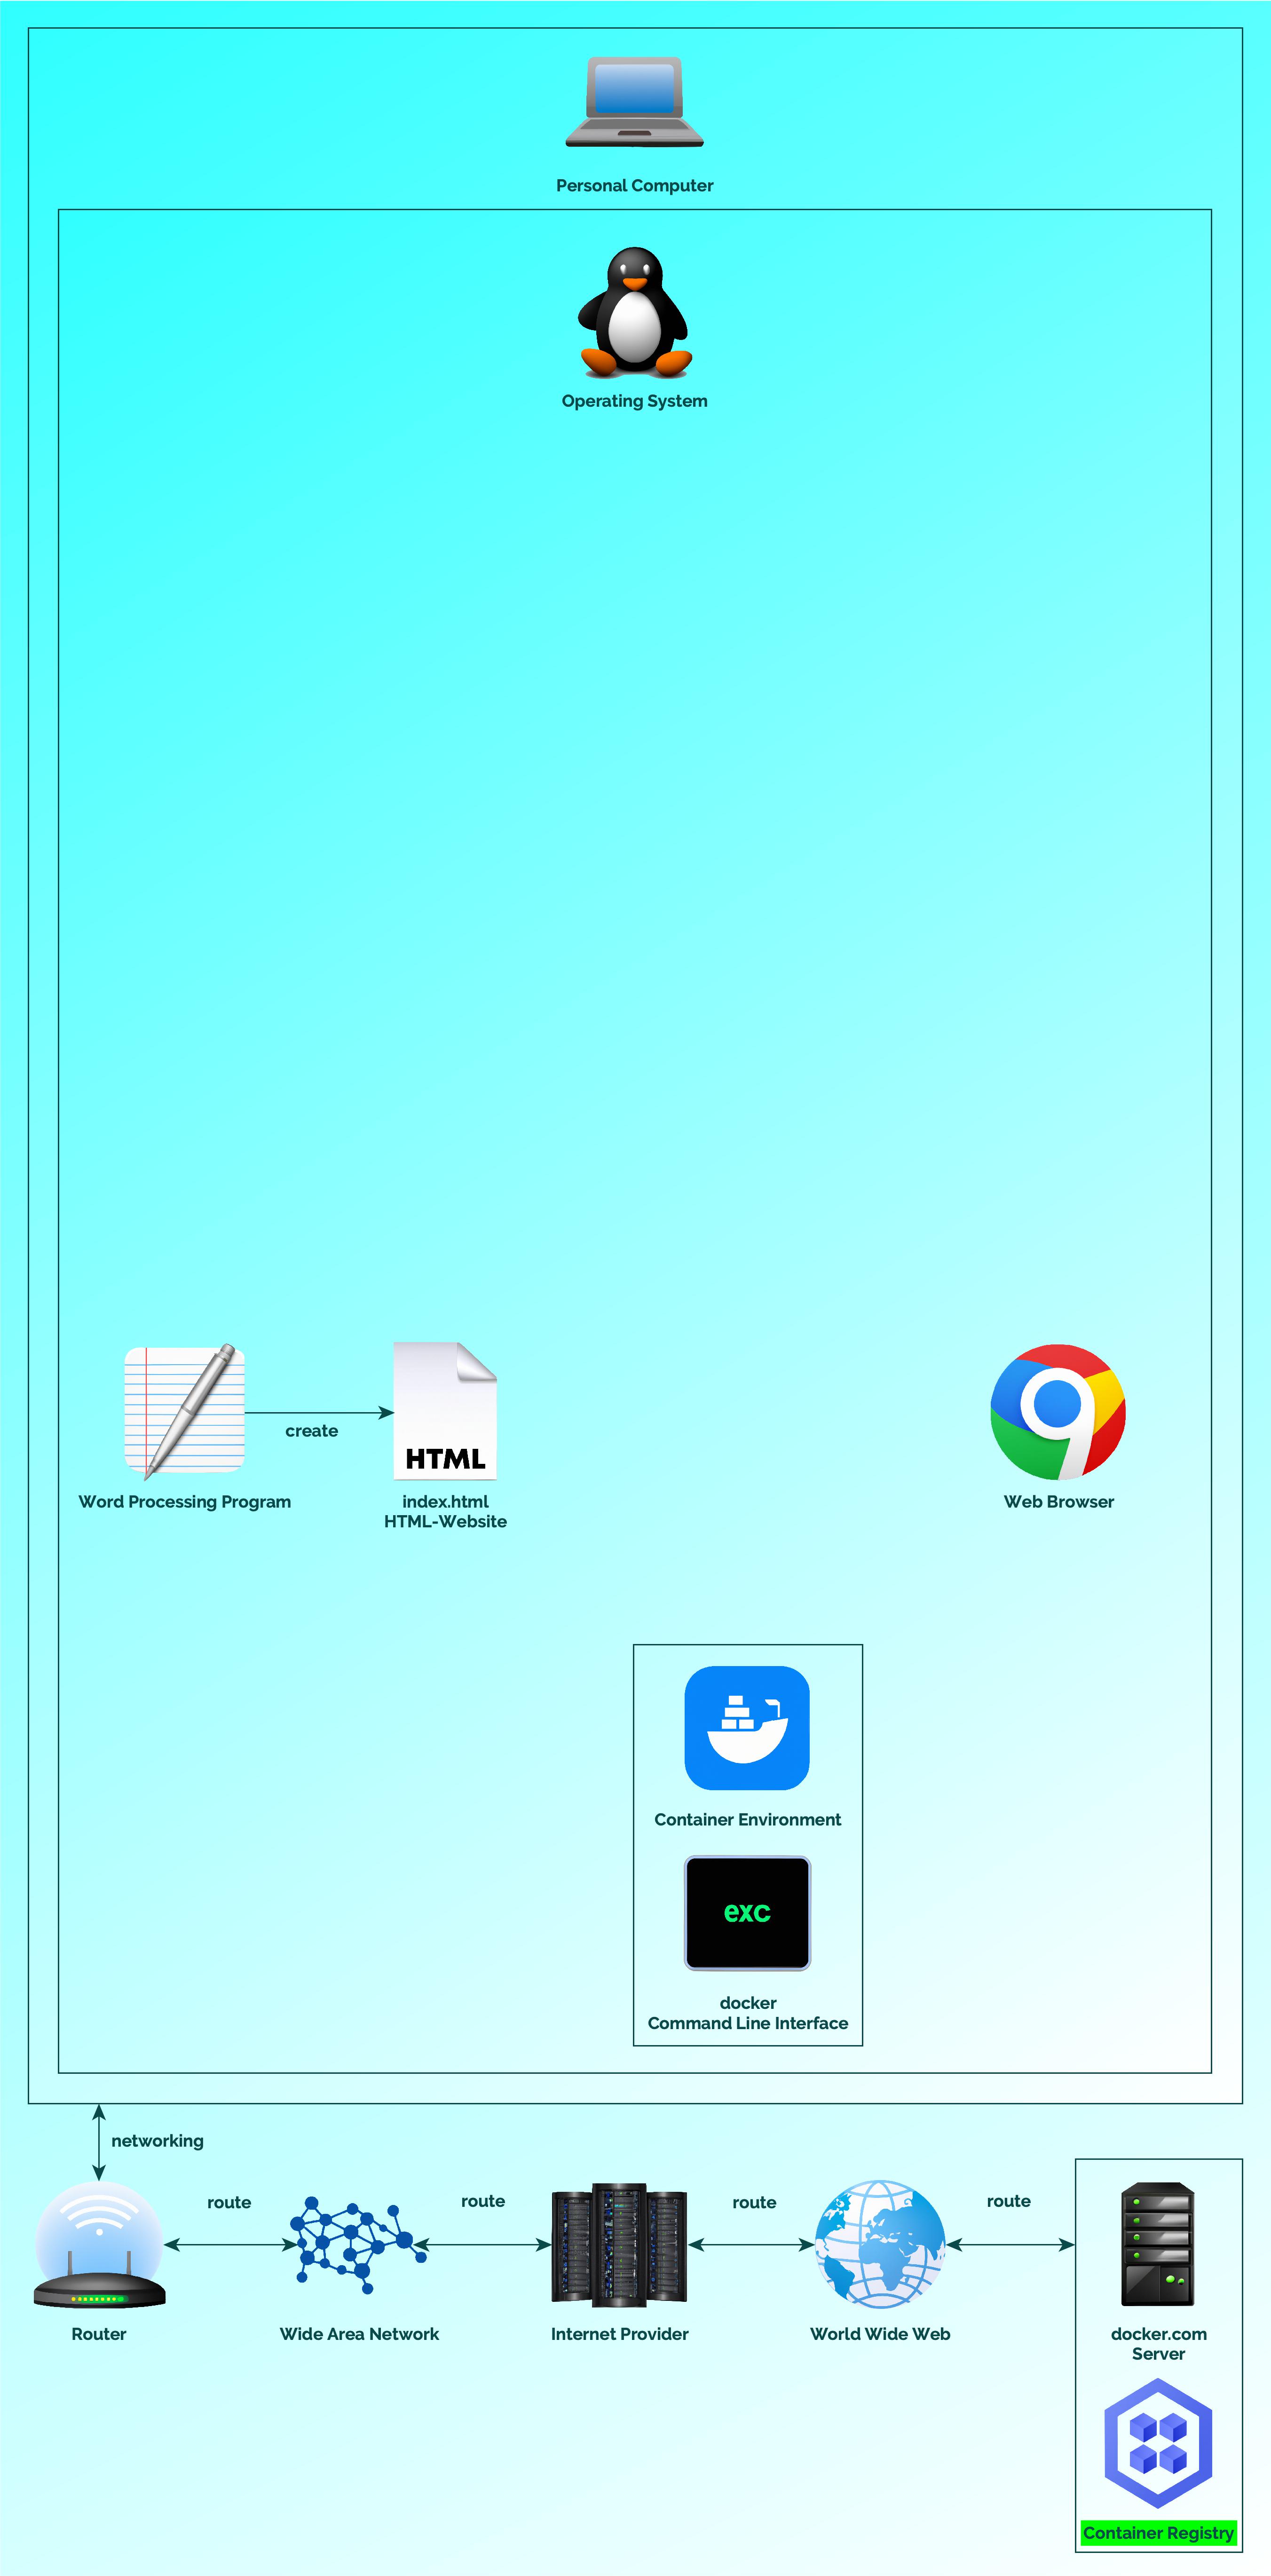 Personal Computer
Operating System
create
HTML
Word Processing Program
index.html
HTML-Website
Web Browser
Container Environment
exc
docker
Command Line Interface
networking
route
route
route
route
Router
Wide Area Network
Internet Provider
World Wide Web
docker.com
Server
Container Registry